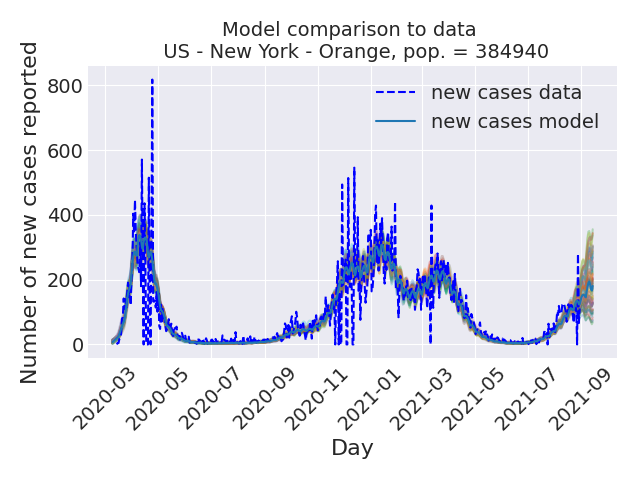 Model comparison to data
US - New York - Orange, pop. = 384940
Number of new cases reported
800
600
400
200
0
new cases data
new cases model
2020-03
2020-05
2020-07
2020-09
2020-11
2021-01
2021-03
2021-05
2021-07
2021-09
Day